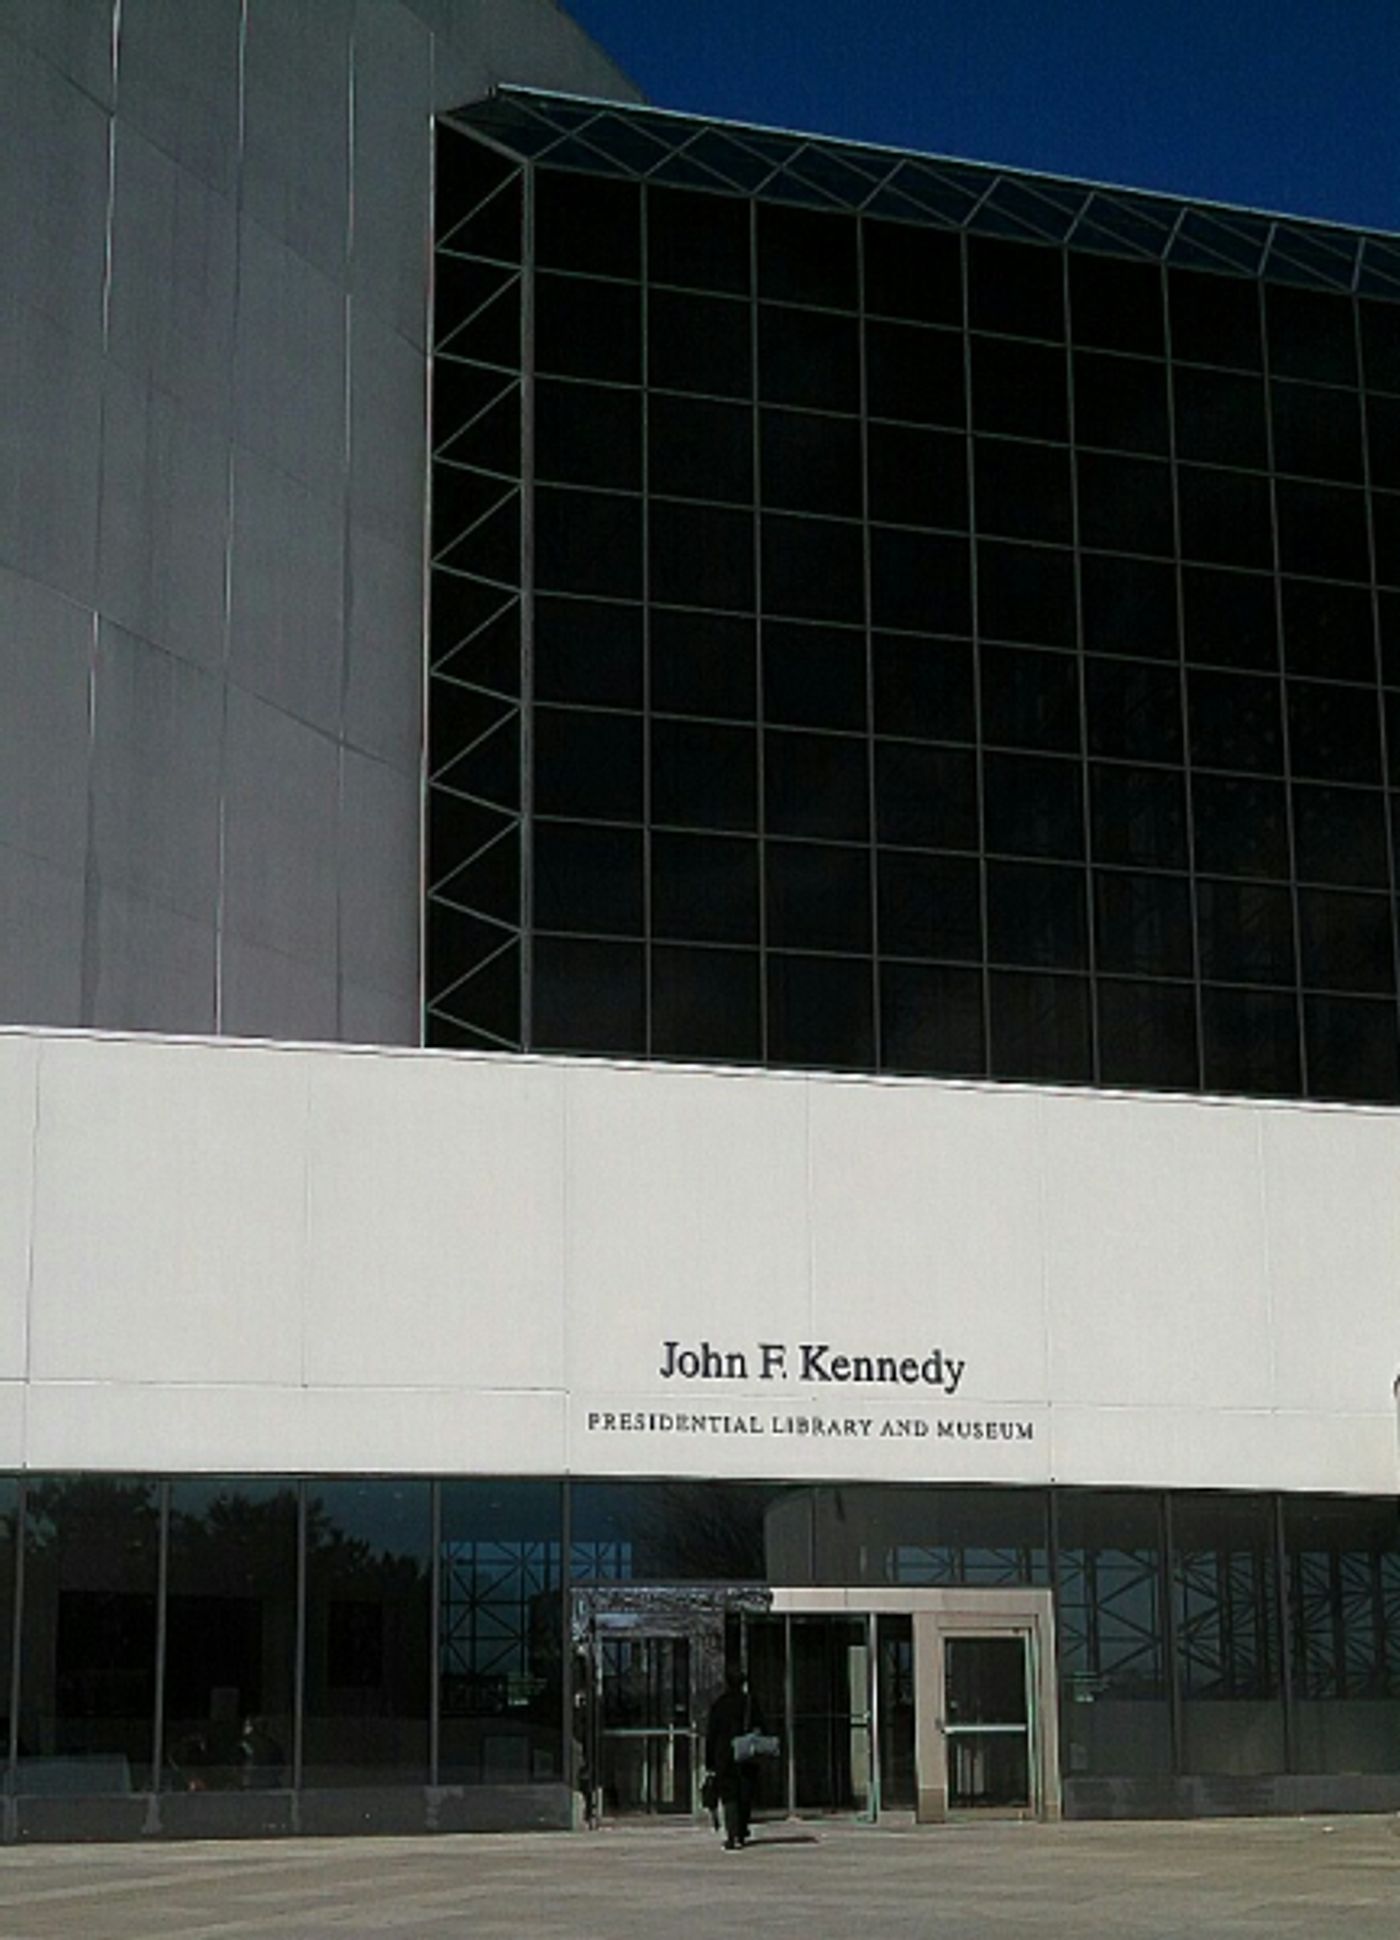 John F. Kennedy
PRESIDENTIAL LIBRARY AND MUSEUM